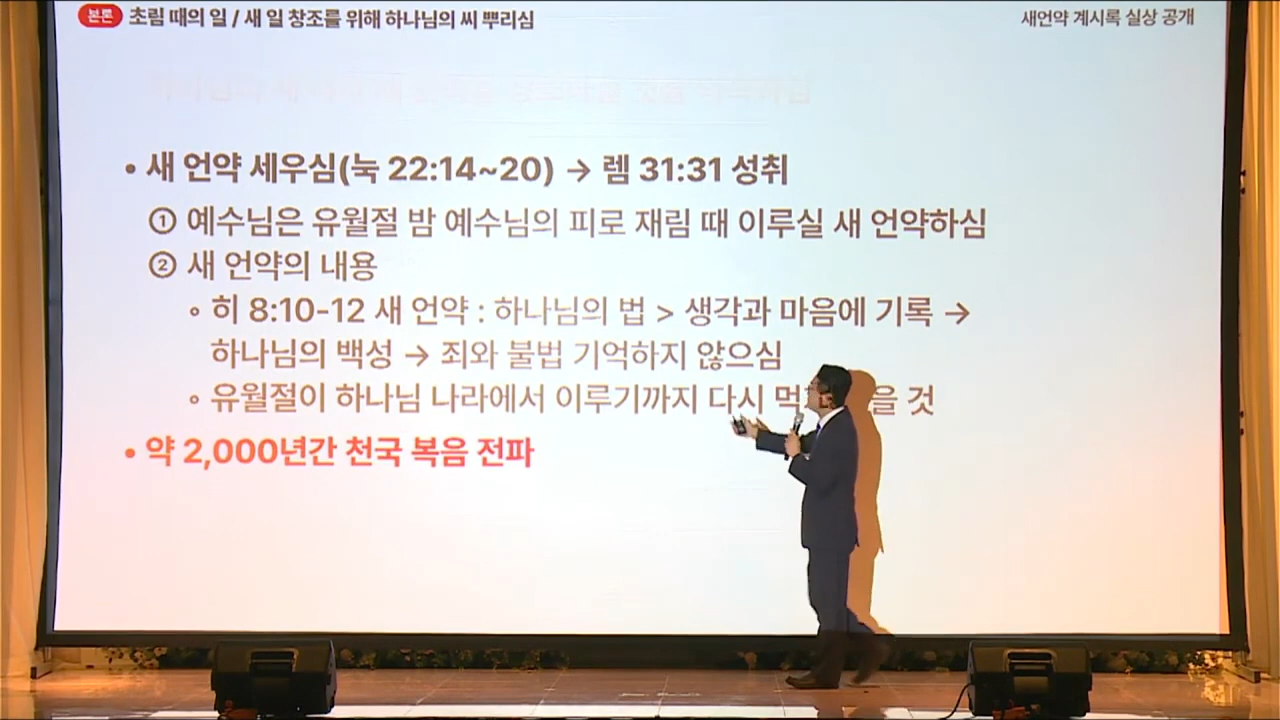 본론 초림 때의 일 / 새 일 창조를 위해 하나님의 씨 뿌리심
새언약 계시록 실상 공개
• 새 언약 세우심(눅 22:14~20) → 렘 31:31 성취
① 예수님은 유월절 밤 예수님의 피로 재림 때 이루실 새 언약하심
② 새 언약의 내용
◦ 히 8:10-12 새 언약 : 하나님의 법 > 생각과 마음에 기록 →
하나님의 백성 → 죄와 불법 기억하지 않으심
◦ 유월절이 하나님 나라에서 이루기까지 다시 것
• 약 2,000년간 천국 복음 전파